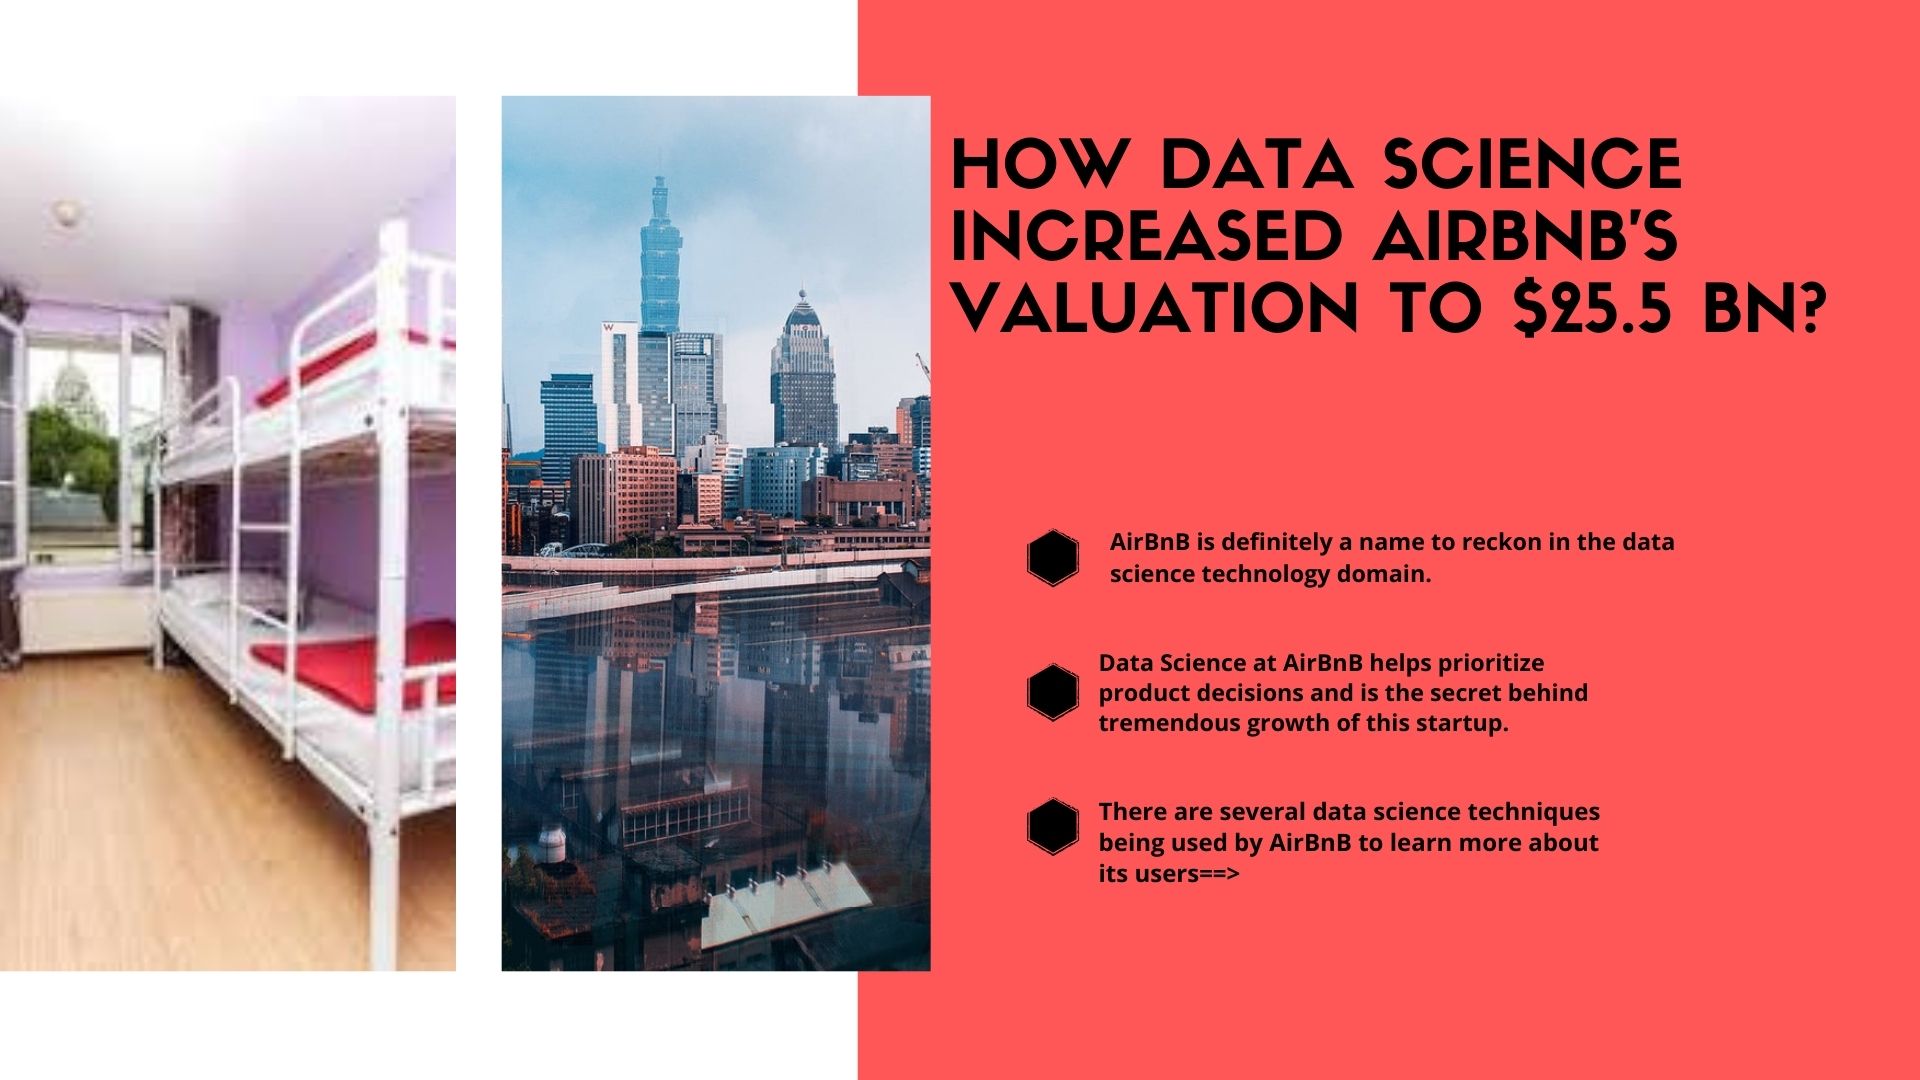 HOW DATA SCIENCE
INCREASED AIRBNB'S
VALUATION TO $25.5 BN?
AirBnB is definitely a name to reckon in the data
science technology domain.
Data Science at AirBnB helps prioritize
product decisions and is the secret behind
tremendous growth of this startup.
There are several data science techniques
being used by AirBnB to learn more about
its users==>
W